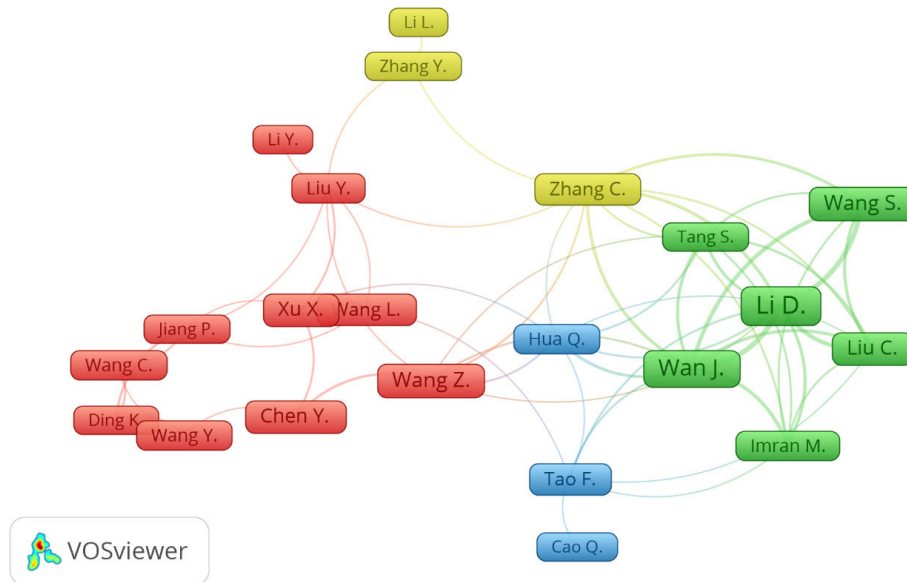 Li L.
Zhang Y.
Li Y.
Liu Y.
Zhang C.
Wang S.
Tang S.
Li D.
Xu X.
Wang L.
Jiang P.
Hua Q.
Liu C.
Wang C.
Wan J.
Wang Z.
Ding K.
Chen Y.
Wang Y.
Imran M.
Tao F.
Cao Q.
VOSviewer